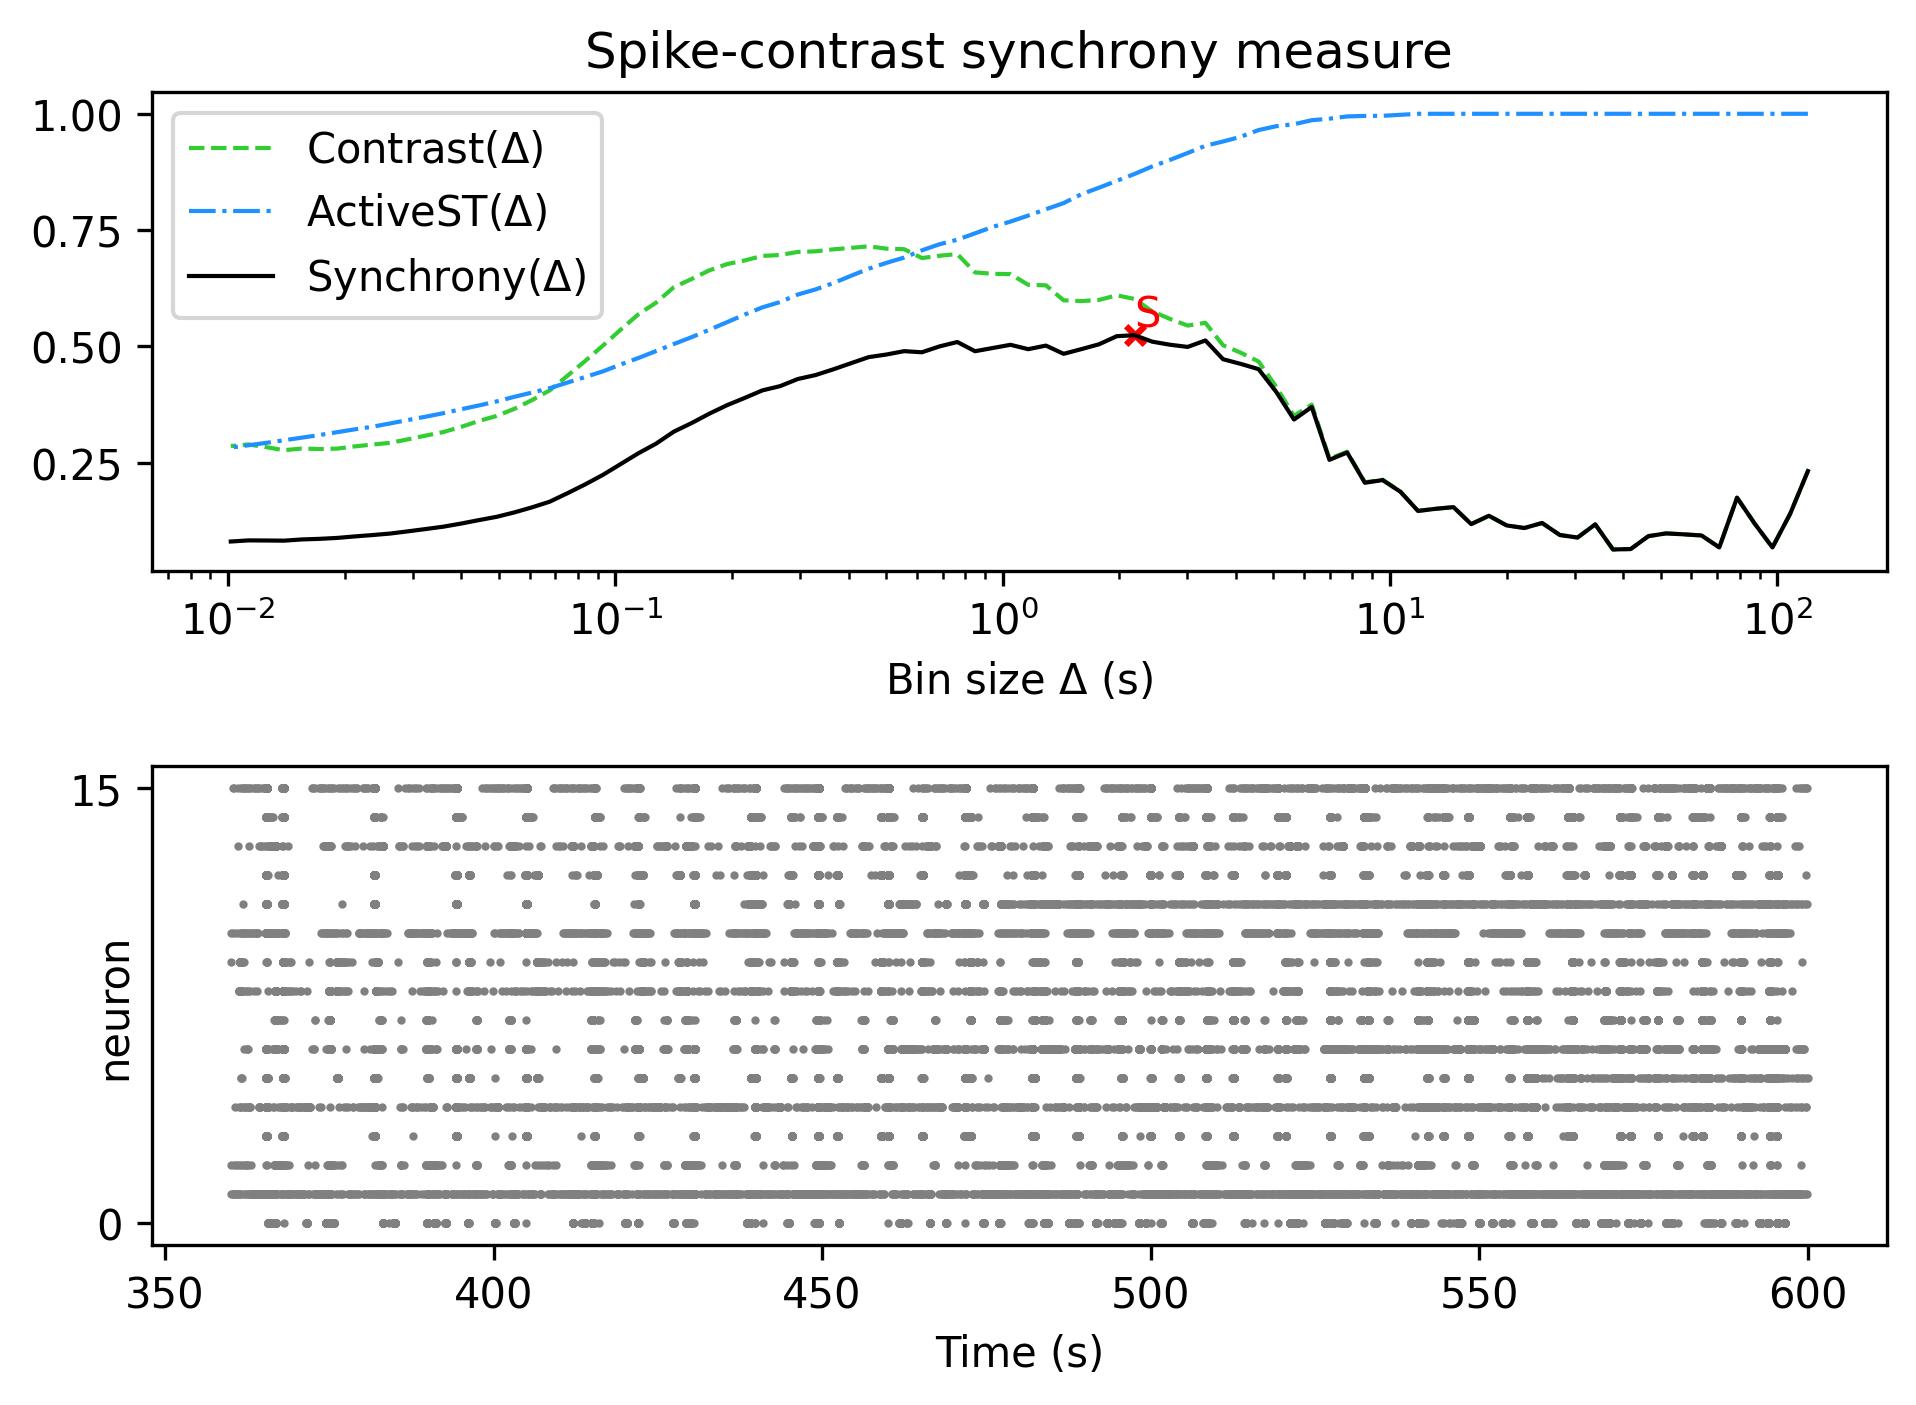 Spike-contrast synchrony measure
1.00
0.75
0.50
0.25
Contrast(Δ)
ActiveST(Δ)
Synchrony(Δ)
S
10⁻² 10⁻¹ 10⁰ 10¹ 10²
Bin size Δ (s)
15
0
neuron
350 400 450 500 550 600
Time (s)